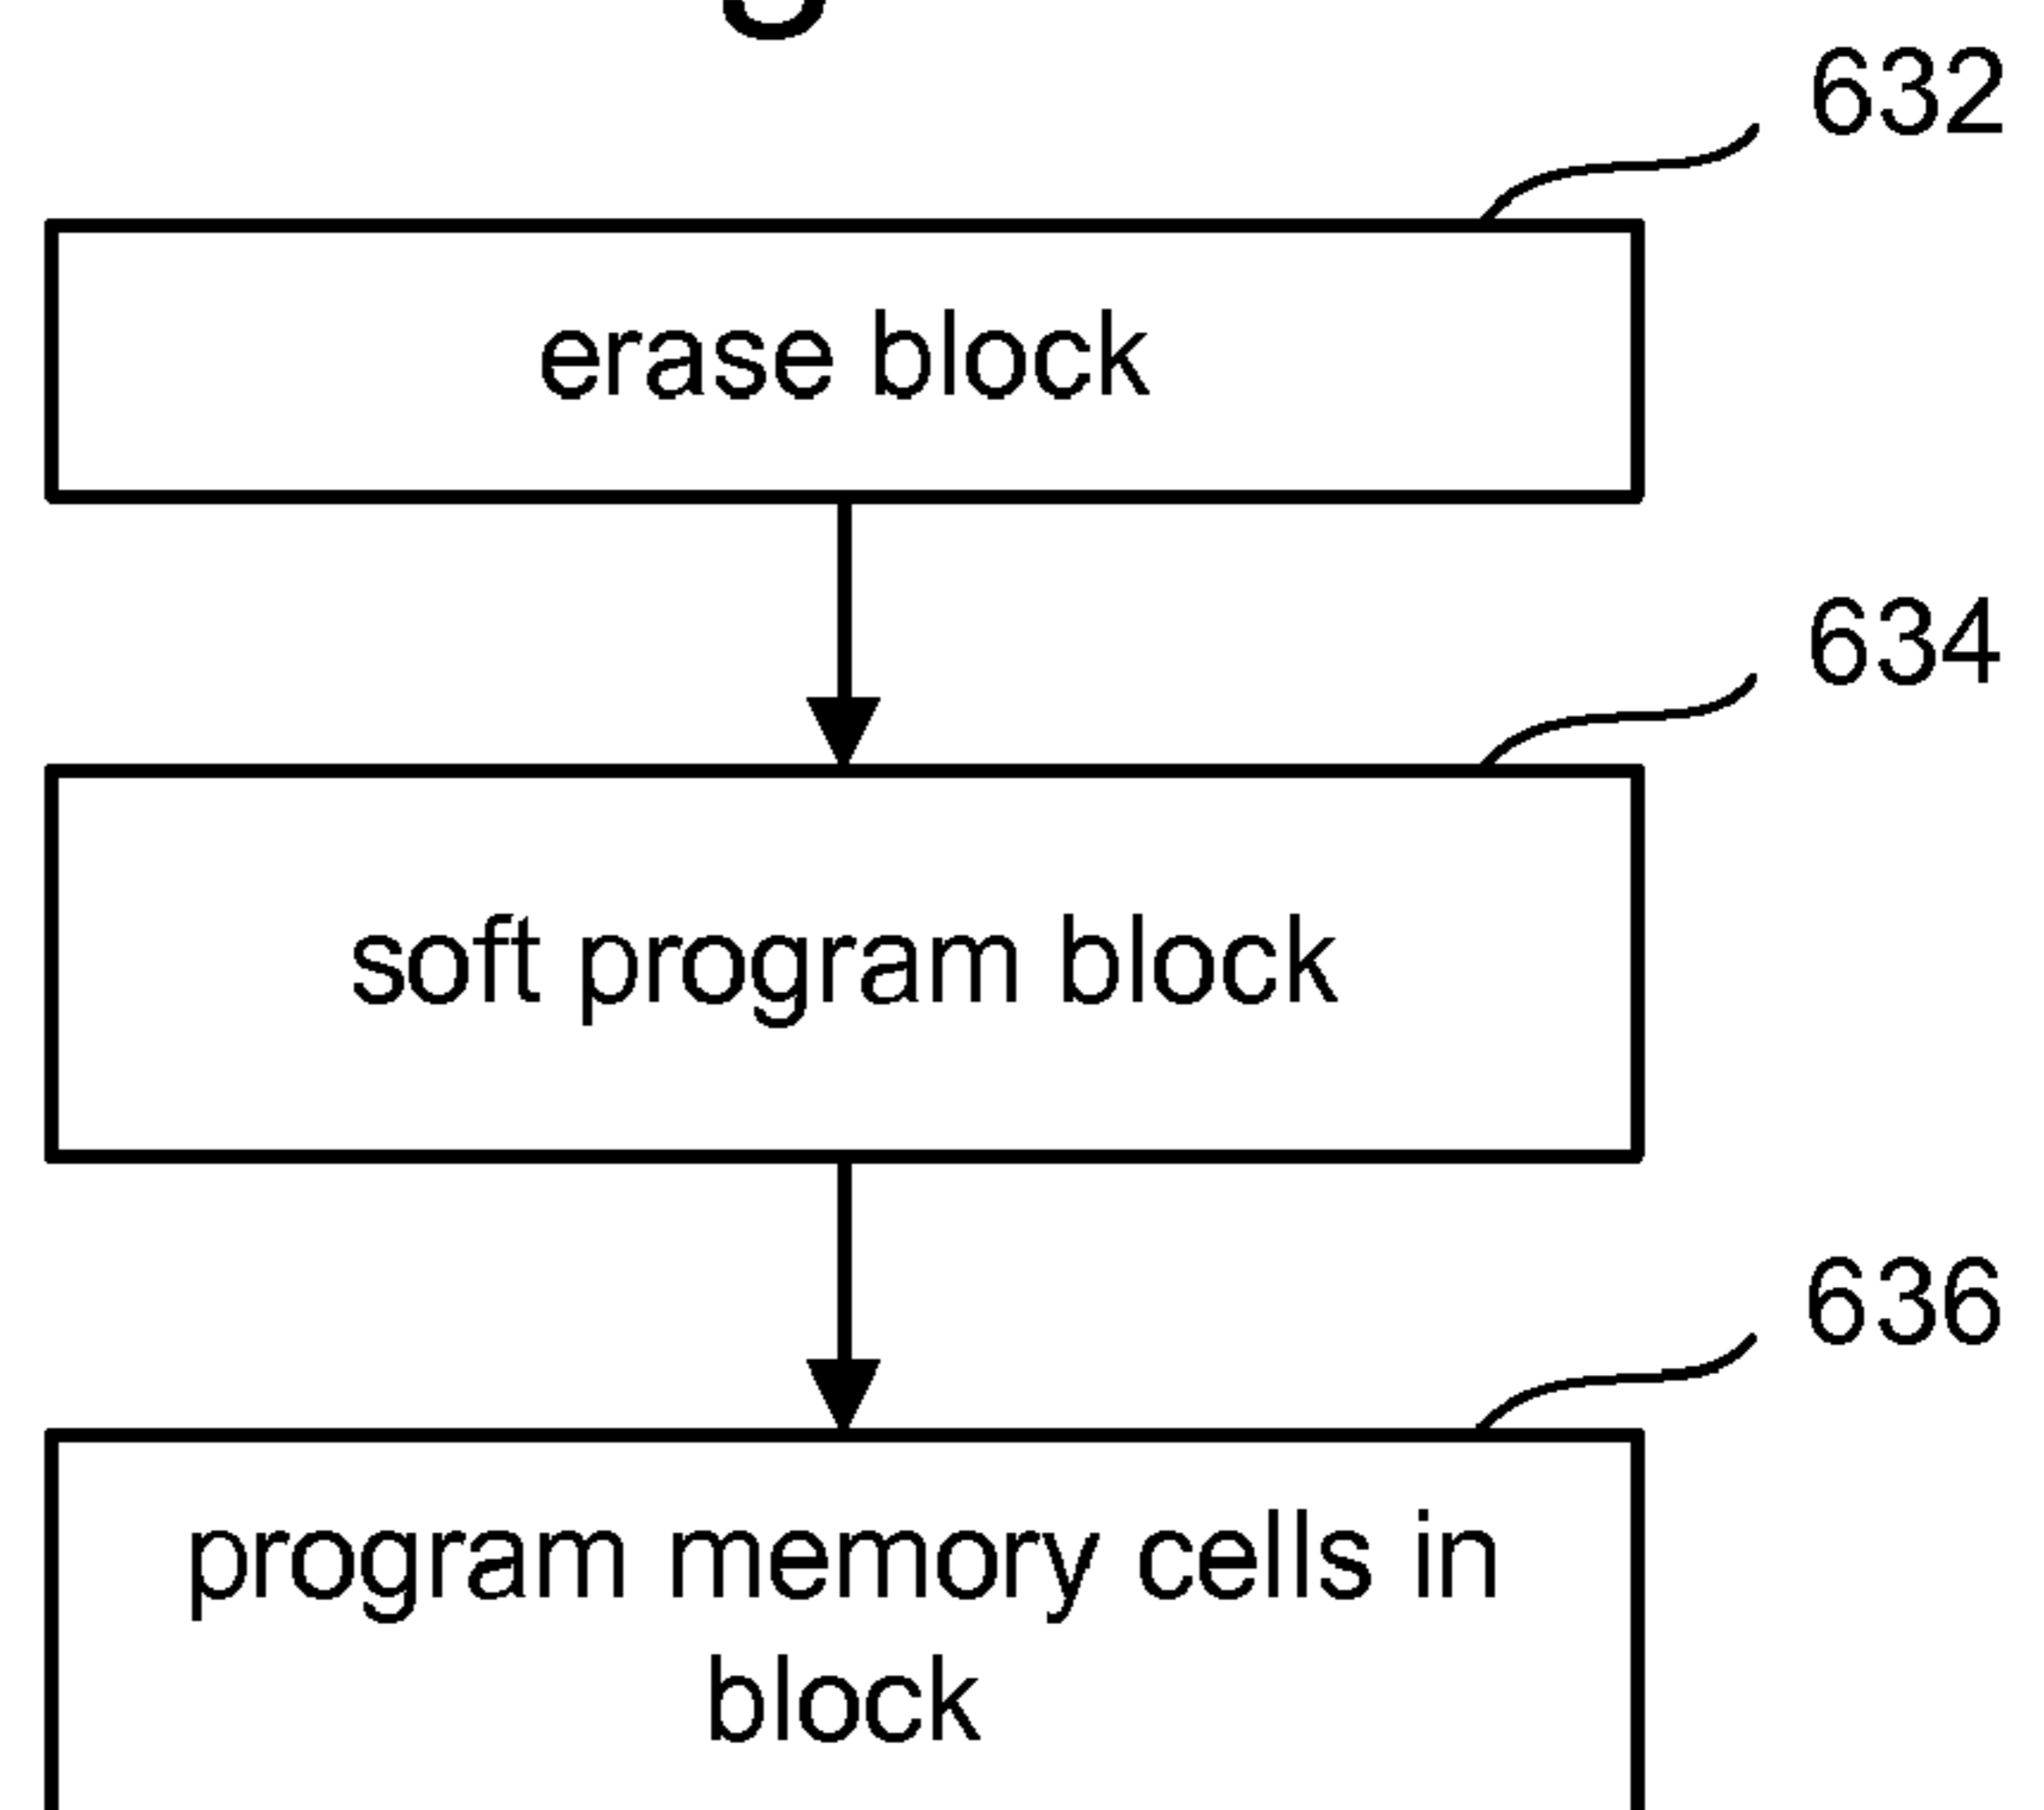 632
erase block
634
soft program block
636
program memory cells in
block